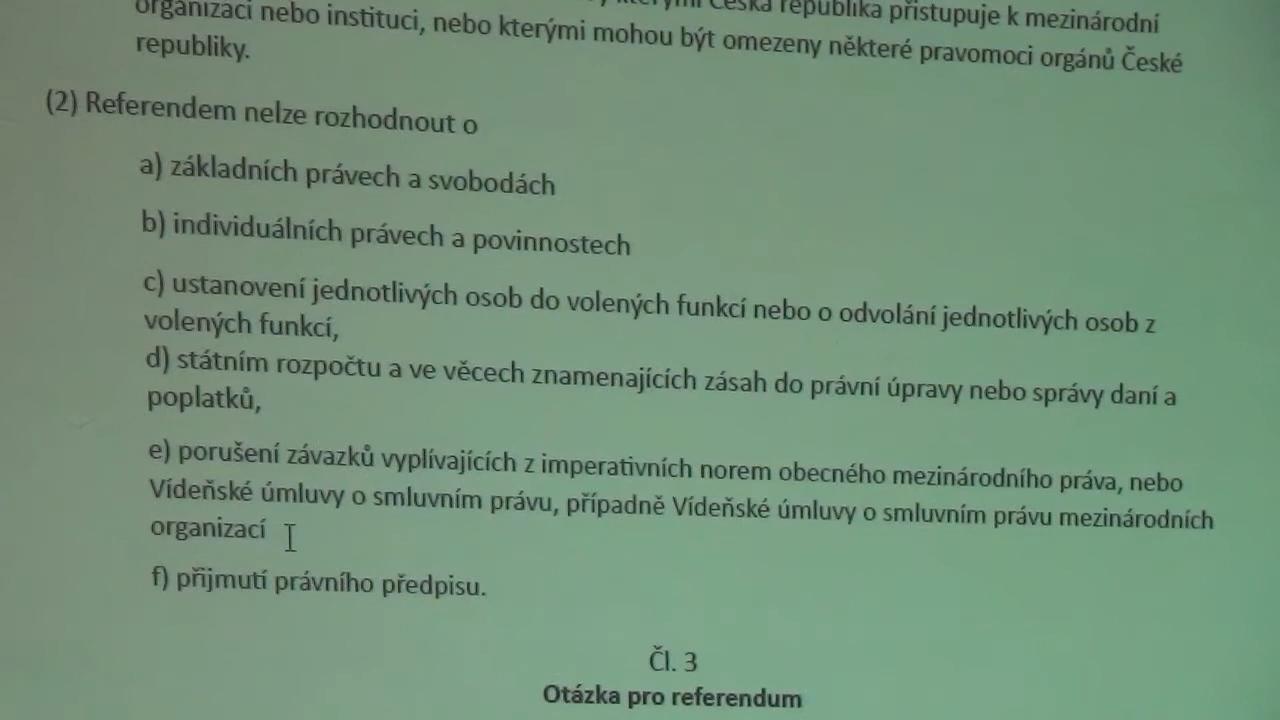 Česká republika přistupuje k mezinárodní
organizaci nebo instituci, nebo kterými mohou být omezeny některé pravomoci orgánů České
republiky.
(2) Referendem nelze rozhodnout o
a) základních právech a svobodách
b) individuálních právech a povinnostech
c) ustanovení jednotlivých osob do volených funkcí nebo o odvolání jednotlivých osob z
volených funkcí,
d) státním rozpočtu a ve věcech znamenajících zásah do právní úpravy nebo správy daní a
poplatků,
e) porušení závazků vyplívajících z imperativních norem obecného mezinárodního práva, nebo
Vídeňské úmluvy o smluvním právu, případně Vídeňské úmluvy o smluvním právu mezinárodních
organizací
f) přijmutí právního předpisu.
Čl. 3
Otázka pro referendum